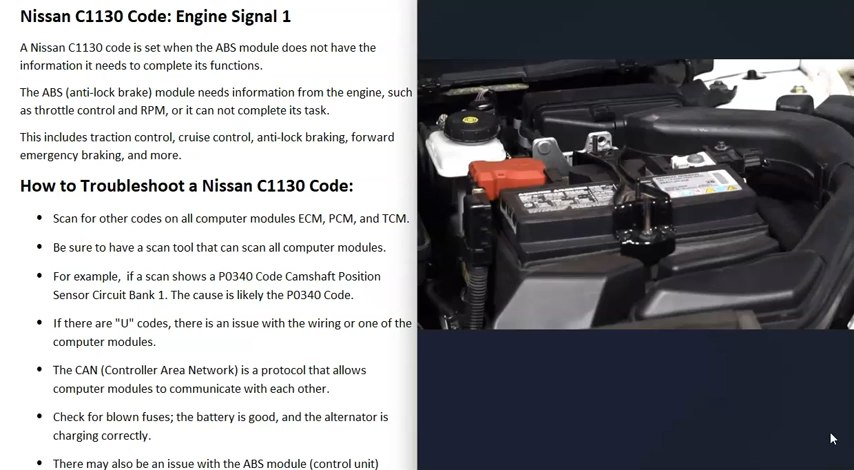 Nissan C1130 Code: Engine Signal 1
A Nissan C1130 code is set when the ABS module does not have the
information it needs to complete its functions.
The ABS (anti-lock brake) module needs information from the engine, such
as throttle control and RPM, or it can not complete its task.
This includes traction control, cruise control, anti-lock braking, forward
emergency braking, and more.
How to Troubleshoot a Nissan C1130 Code:
• Scan for other codes on all computer modules ECM, PCM, and TCM.
• Be sure to have a scan tool that can scan all computer modules.
• For example,  if a scan shows a P0340 Code Camshaft Position
Sensor Circuit Bank 1. The cause is likely the P0340 Code.
• If there are "U" codes, there is an issue with the wiring or one of the
computer modules.
• The CAN (Controller Area Network) is a protocol that allows
computer modules to communicate with each other.
• Check for blown fuses; the battery is good, and the alternator is
charging correctly.
• There may also be an issue with the ABS module (control unit)